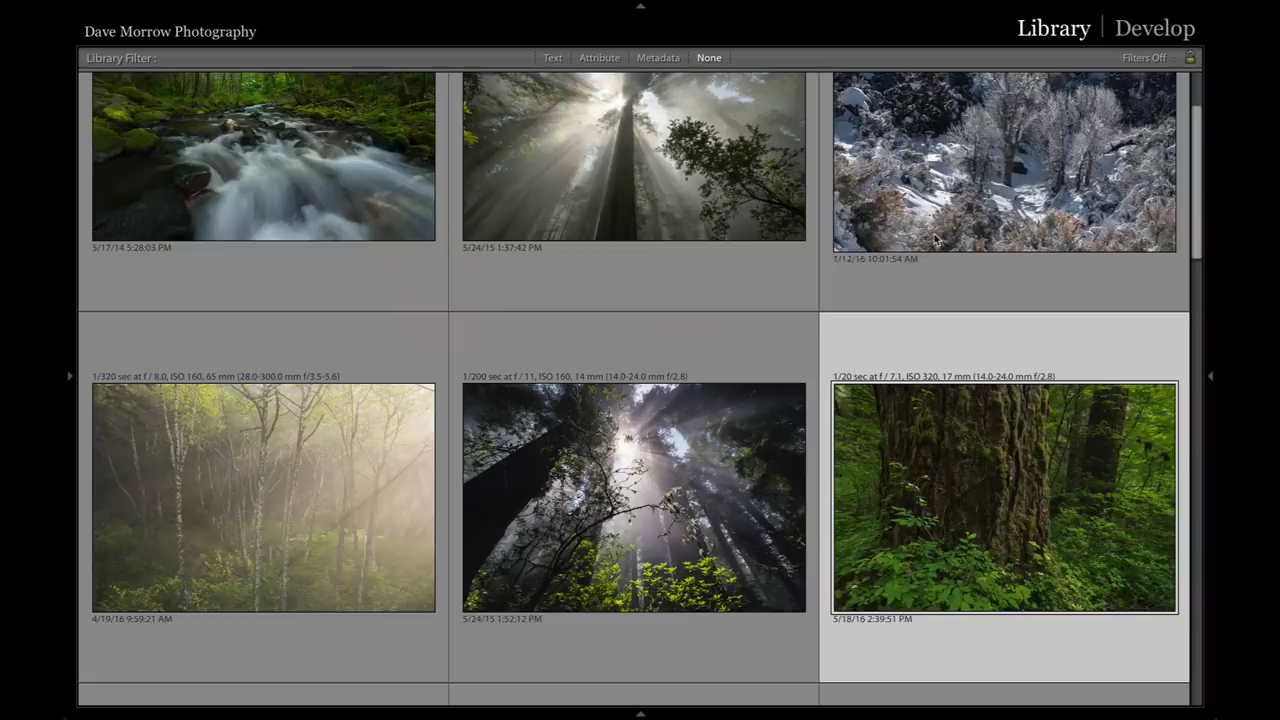 Dave Morrow Photography
Library | Develop
Library Filter :
Text Attribute Metadata None
Filters Off
5/17/14 5:28:03 PM
5/24/15 1:37:42 PM
1/12/16 10:01:54 AM
1/320 sec at f / 8.0, ISO 160, 65 mm (28.0-300.0 mm f/3.5-5.6)
1/200 sec at f / 11, ISO 160, 14 mm (14.0-24.0 mm f/2.8)
1/20 sec at f / 7.1, ISO 320, 17 mm (14.0-24.0 mm f/2.8)
4/19/16 9:59:21 AM
5/24/15 1:52:12 PM
5/18/16 2:39:51 PM